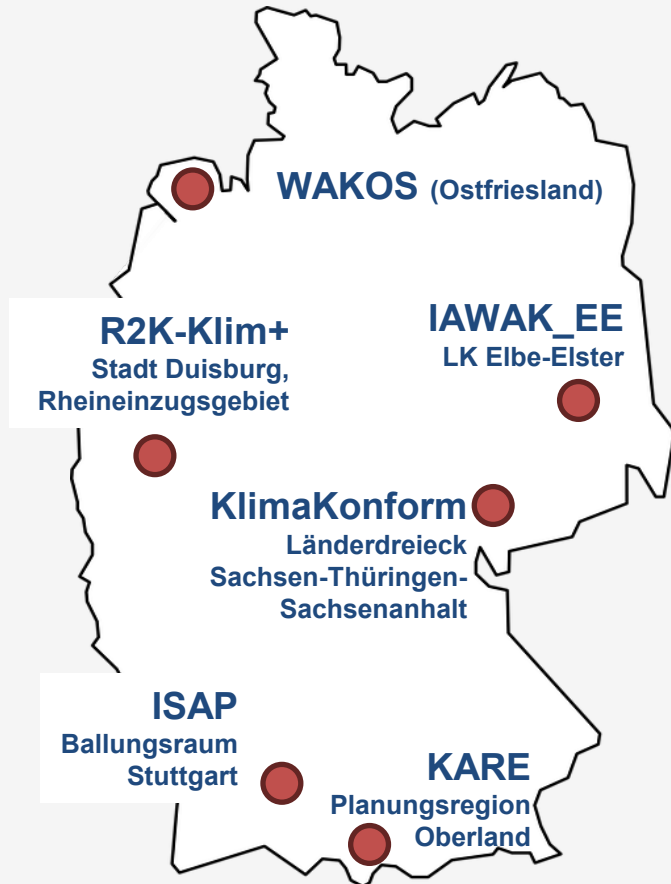 WAKOS (Ostfriesland)
R2K-Klim+
Stadt Duisburg,
Rheineinzugsgebiet
IAWAK_EE
LK Elbe-Elster
KlimaKonform
Länderdreieck
Sachsen-Thüringen-
Sachsenanhalt
ISAP
Ballungsraum
Stuttgart
KARE
Planungsregion
Oberland